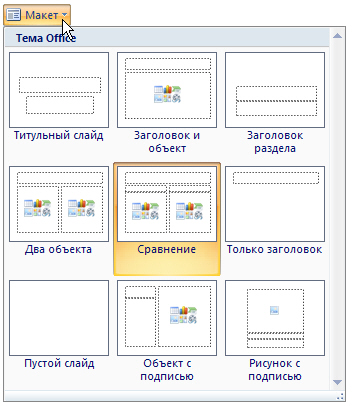 Макет
Тема Office
Титульный слайд
Заголовок и
объект
Заголовок
раздела
Два объекта
Сравнение
Только заголовок
Пустой слайд
Объект с
подписью
Рисунок с
подписью